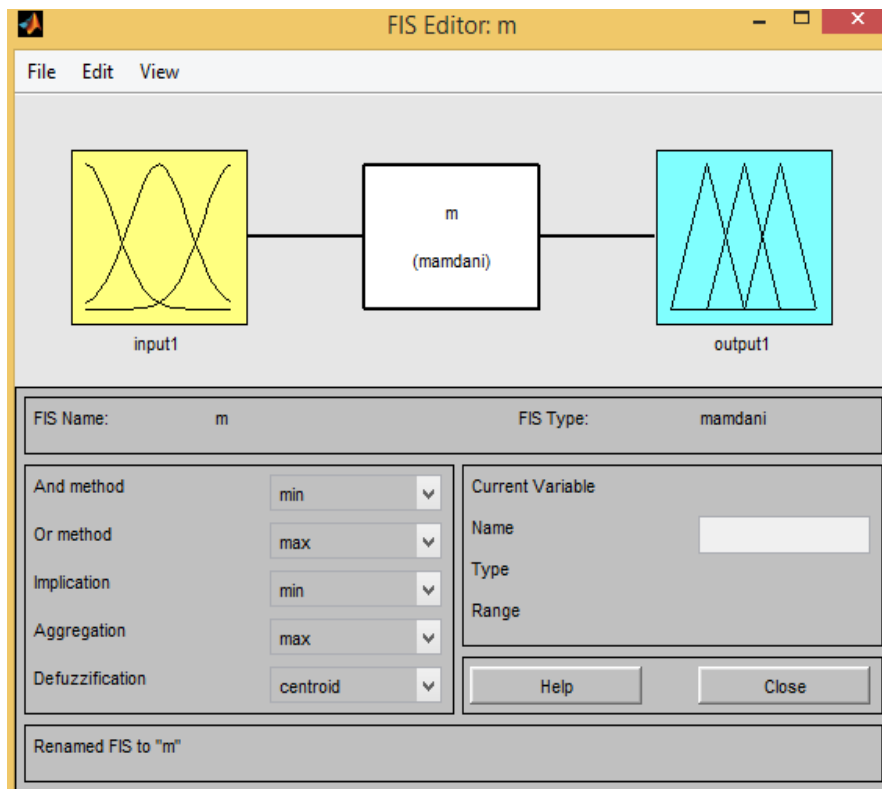 FIS Editor: m
File Edit View
m
(mamdani)
input1
output1
FIS Name: m
FIS Type: mamdani
And method min
Or method max
Implication min
Aggregation max
Defuzzification centroid
Current Variable
Name
Type
Range
Help
Close
Renamed FIS to "m"